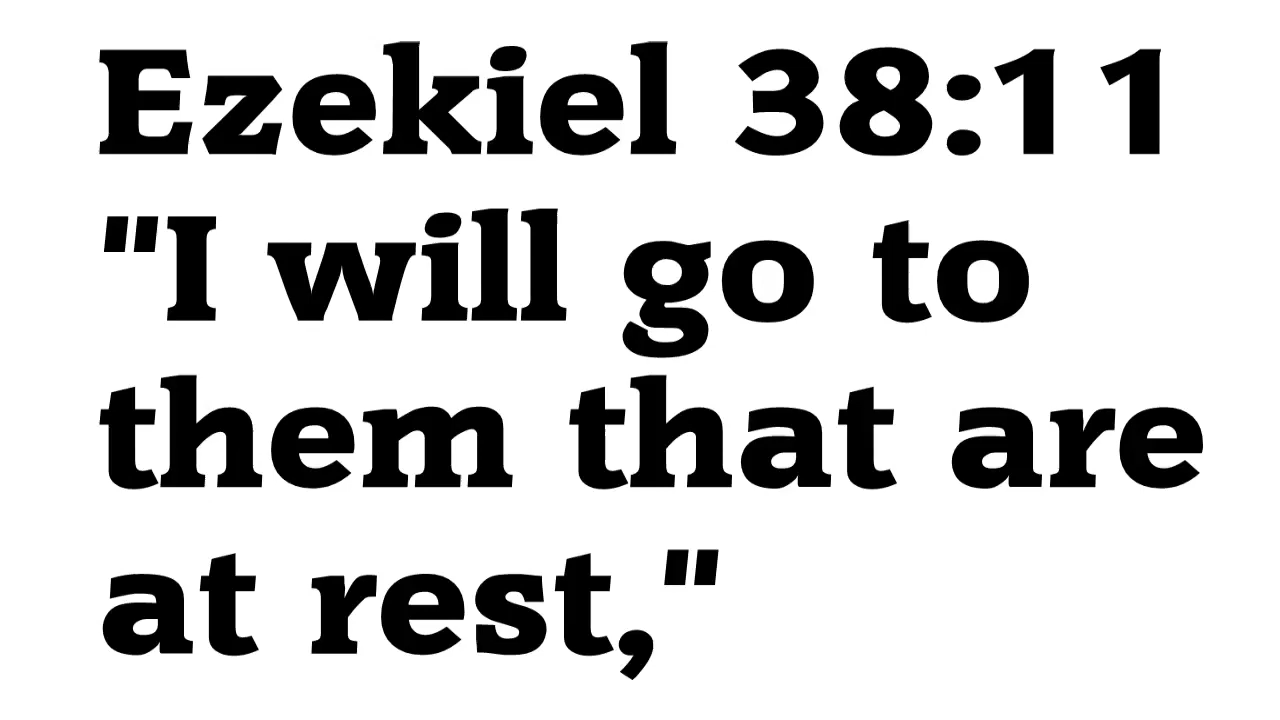 Ezekiel 38:11
"I will go to
them that are
at rest,"